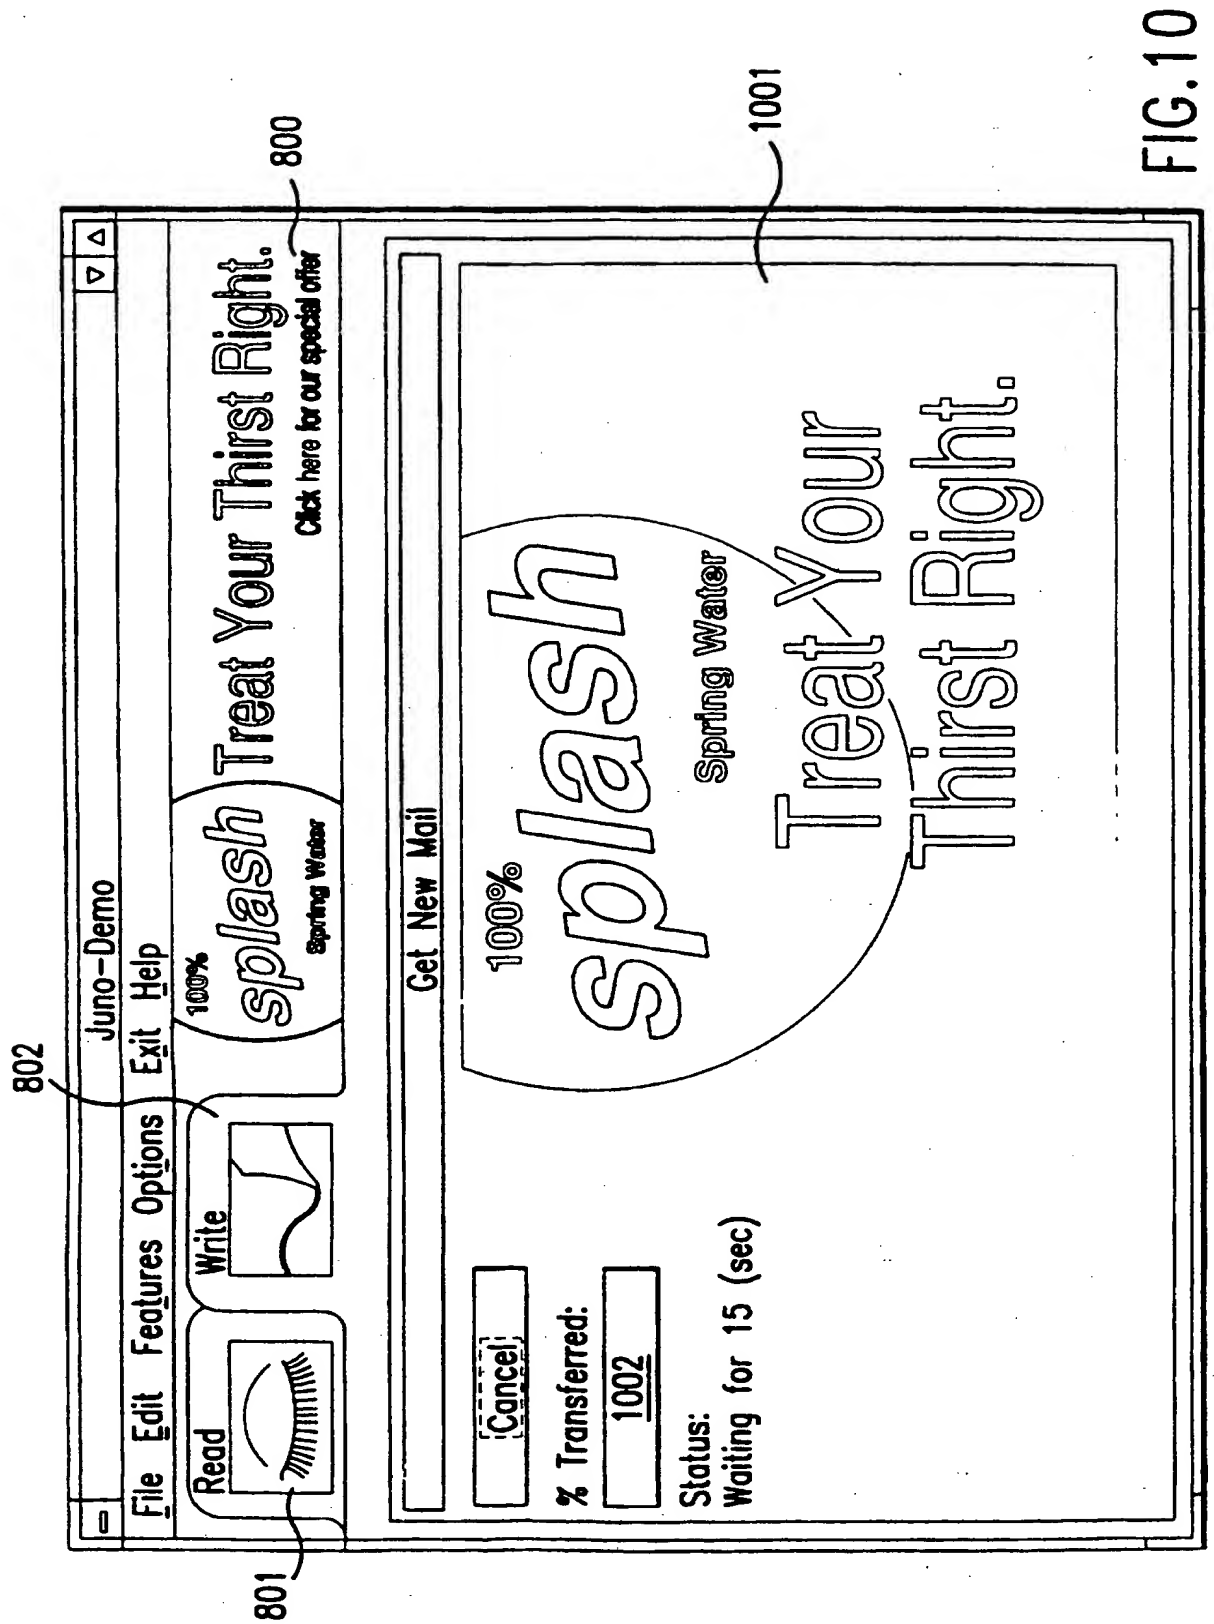 802
Juno-Demo
File Edit Features Options Exit Help
Read
Write
100%
splash
Spring Water
Treat Your Thirst Right.
Click here for our special offer
800
801
Get New Mail
Cancel
% Transferred:
1002
Status:
Waiting for 15 (sec)
100%
splash
Spring Water
Treat Your
Thirst Right.
1001
FIG.10